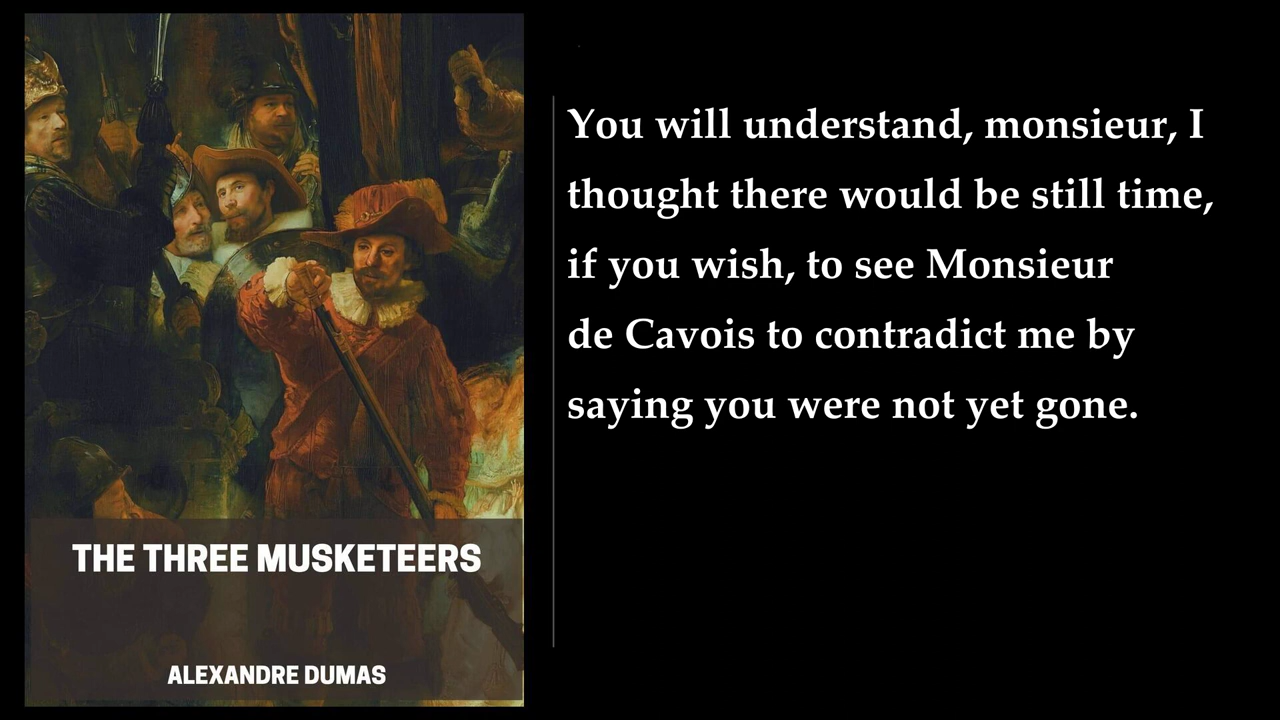 THE THREE MUSKETEERS
ALEXANDRE DUMAS
You will understand, monsieur, I
thought there would be still time,
if you wish, to see Monsieur
de Cavois to contradict me by
saying you were not yet gone.